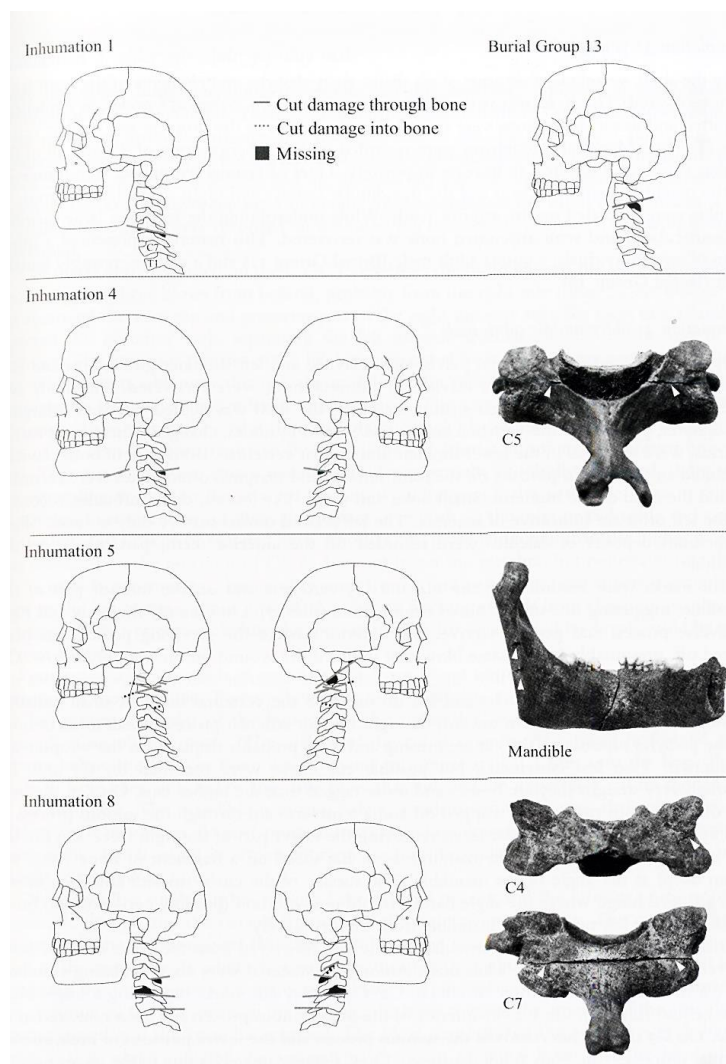 Inhumation 1
Burial Group 13
Cut damage through bone
Cut damage into bone
Missing
Inhumation 4
C5
Inhumation 5
Mandible
Inhumation 8
C4
C7